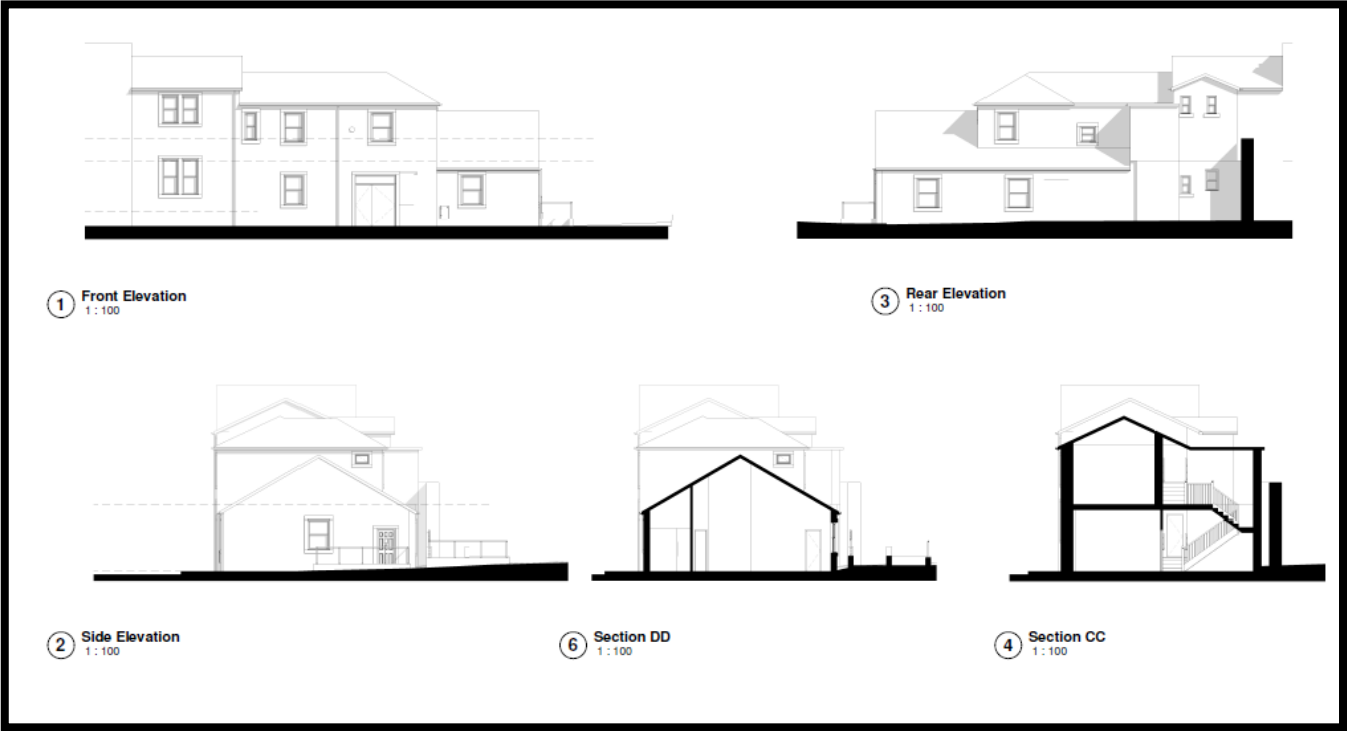 1 Front Elevation
1 : 100
3 Rear Elevation
1 : 100
2 Side Elevation
1 : 100
6 Section DD
1 : 100
4 Section CC
1 : 100